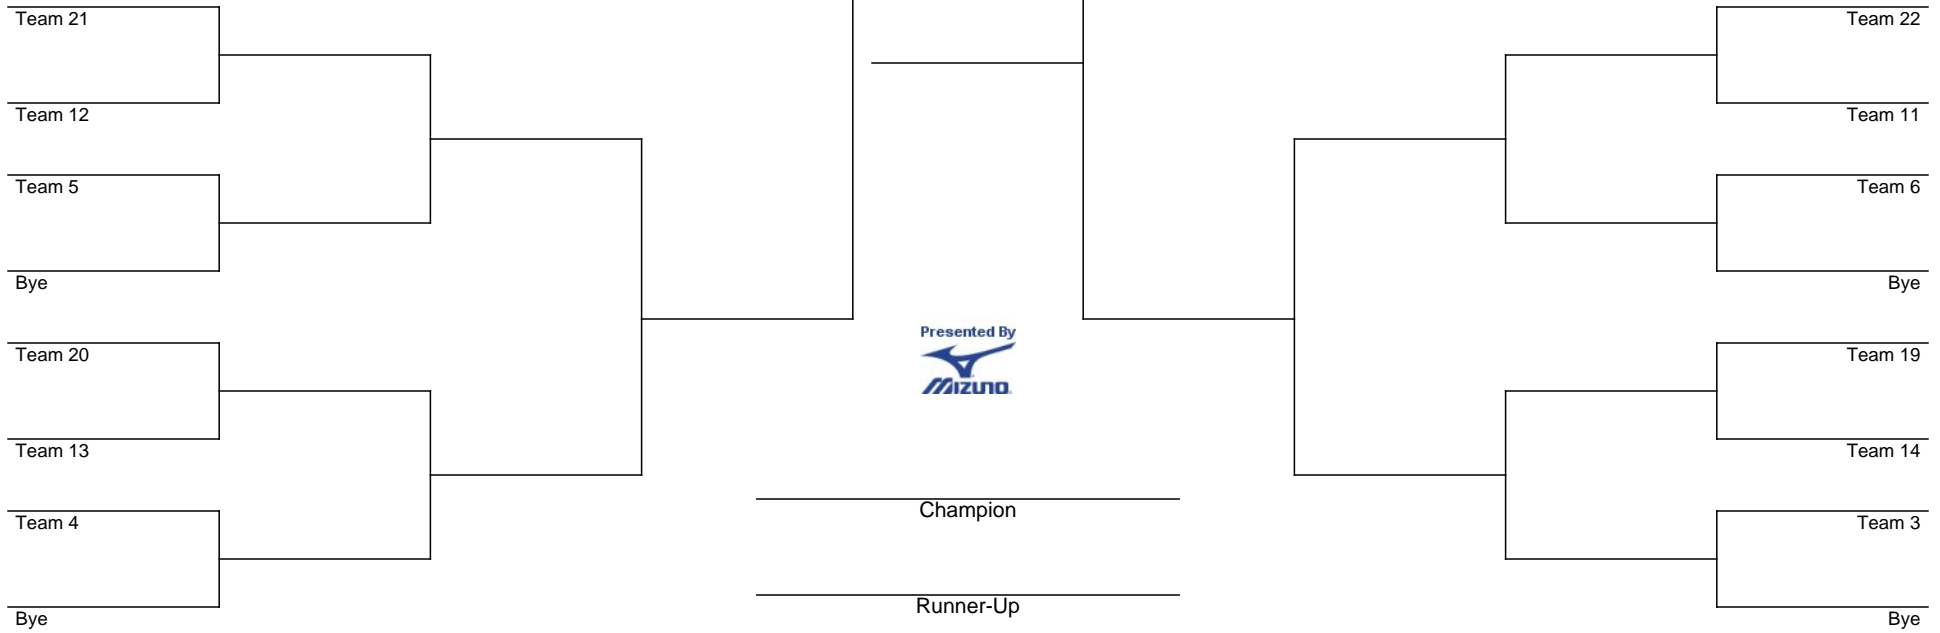 Team 21
Team 22
Team 12
Team 11
Team 5
Team 6
Bye
Bye
Presented By
MIZUNO
Team 20
Team 19
Team 13
Team 14
Champion
Team 4
Team 3
Runner-Up
Bye
Bye